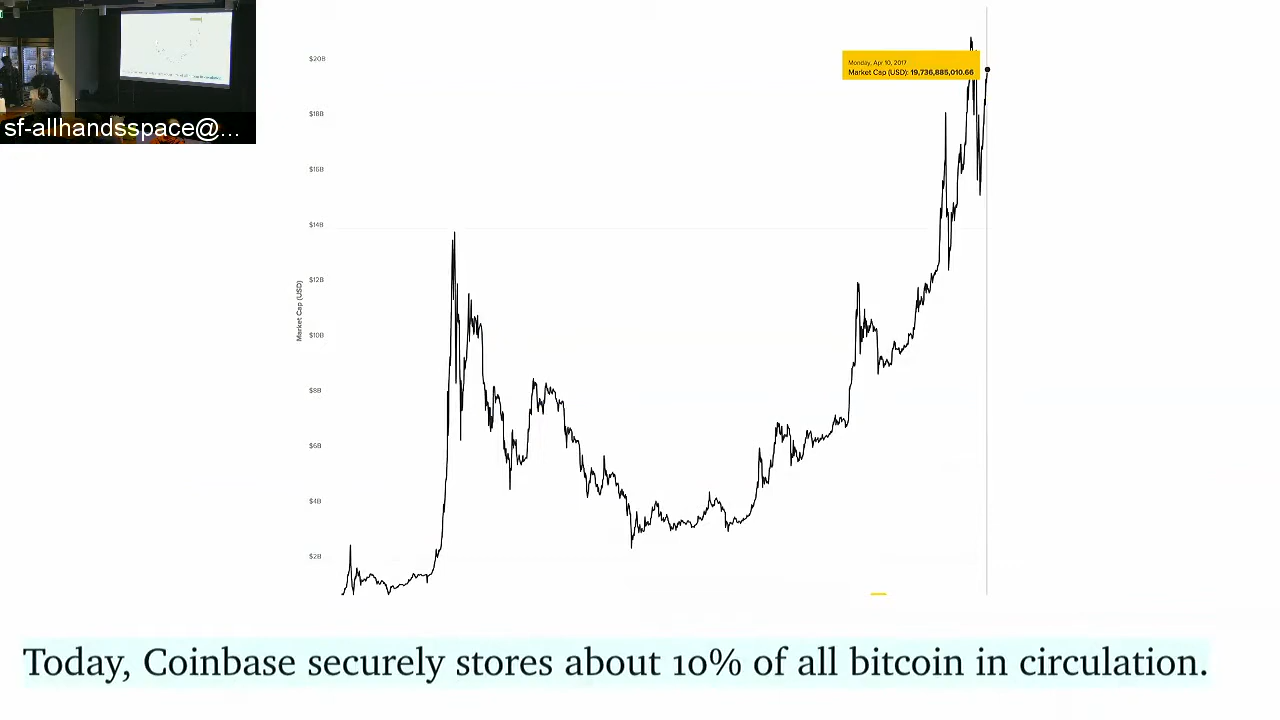 sf-allhandsspace@...
Monday, Apr 10, 2017
Market Cap (USD): 19,736,885,010.66
$20B
$18B
$16B
$14B
$12B
$10B
$8B
$6B
$4B
$2B
Market Cap (USD)
Today, Coinbase securely stores about 10% of all bitcoin in circulation.